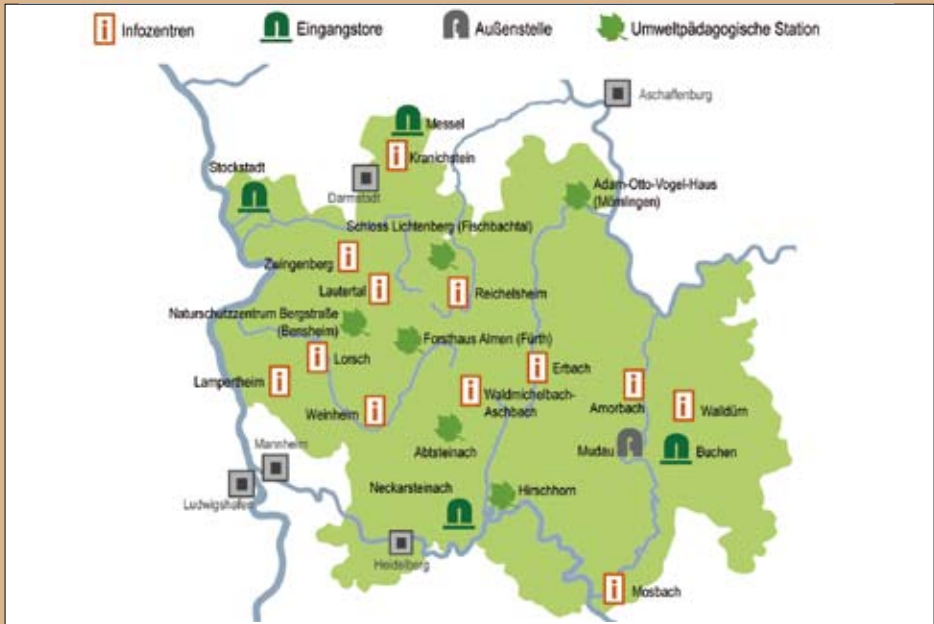 Infozentren
Eingangstore
Außenstelle
Umweltpädagogische Station
Aschaffenburg
Messel
Kranichstein
Stockstadt
Darmstadt
Adam-Otto-Vogel-Haus
(Mömlingen)
Schloss Lichtenberg (Fischbachtal)
Zwingenberg
Lautertal
Reichelsheim
Naturschutzzentrum Bergstraße
(Bensheim)
Forsthaus Almen (Fürth)
Lorsch
Erbach
Lampertheim
Waldmichelbach-
Aschbach
Amorbach
Walldürn
Weinheim
Abtsteinach
Mudau
Buchen
Mannheim
Ludwigshafen
Neckarsteinach
Hirschhorn
Heidelberg
Mosbach